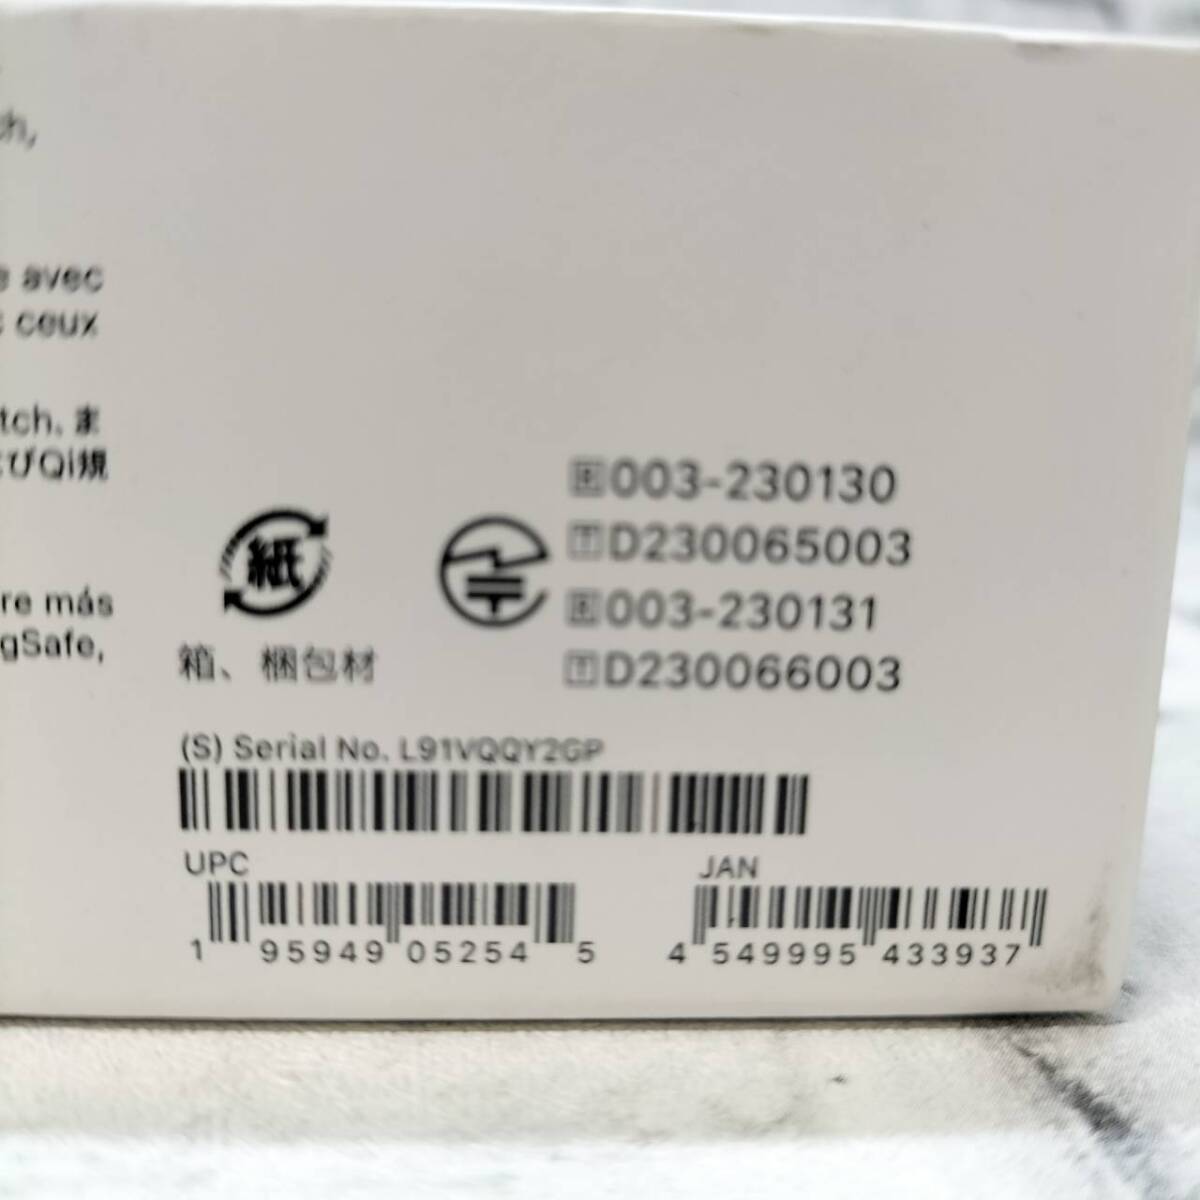 ch,
avec
ceux
tch, ま
びQi規
re más
gSafe,
紙
箱、梱包材
R 003-230130
T D230065003
R 003-230131
T D230066003
(S) Serial No. L91VQQY2GP
UPC
1 95949 05254 5
JAN
4 549995 433937